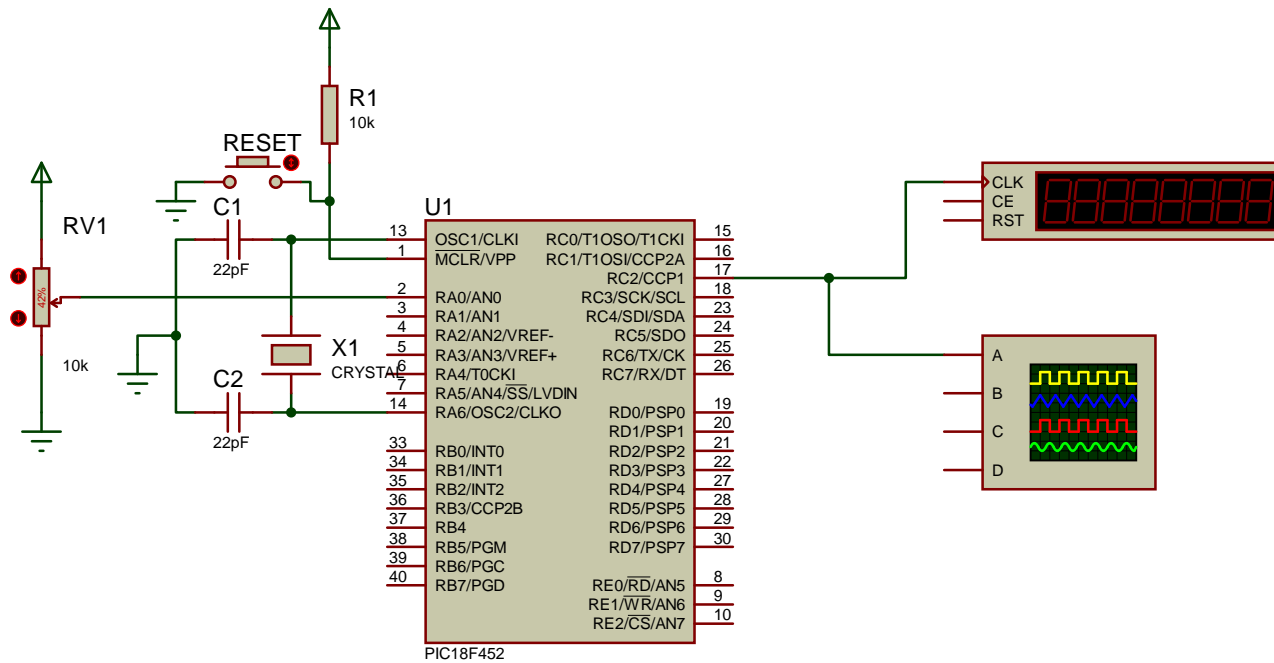 R1
10k
RESET
RV1
42%
10k
C1
22pF
X1
CRYSTAL
C2
22pF
U1
13 OSC1/CLKI
1 MCLR/VPP
2 RA0/AN0
3 RA1/AN1
4 RA2/AN2/VREF-
5 RA3/AN3/VREF+
6 RA4/T0CKI
7 RA5/AN4/SS/LVDIN
14 RA6/OSC2/CLKO
33 RB0/INT0
34 RB1/INT1
35 RB2/INT2
36 RB3/CCP2B
37 RB4
38 RB5/PGM
39 RB6/PGC
40 RB7/PGD
RC0/T1OSO/T1CKI 15
RC1/T1OSI/CCP2A 16
RC2/CCP1 17
RC3/SCK/SCL 18
RC4/SDI/SDA 23
RC5/SDO 24
RC6/TX/CK 25
RC7/RX/DT 26
RD0/PSP0 19
RD1/PSP1 20
RD2/PSP2 21
RD3/PSP3 22
RD4/PSP4 27
RD5/PSP5 28
RD6/PSP6 29
RD7/PSP7 30
RE0/RD/AN5 8
RE1/WR/AN6 9
RE2/CS/AN7 10
PIC18F452
CLK
CE
RST
88888888
A
B
C
D